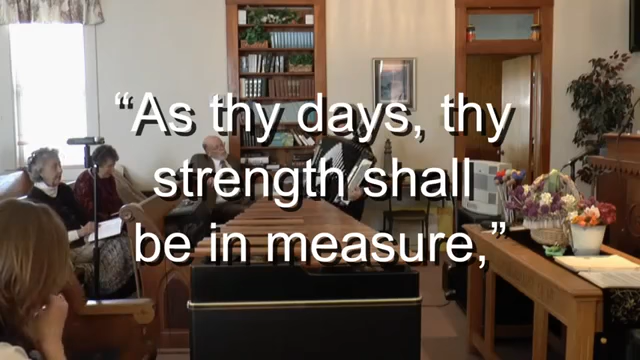 “As thy days, thy
strength shall
be in measure,”